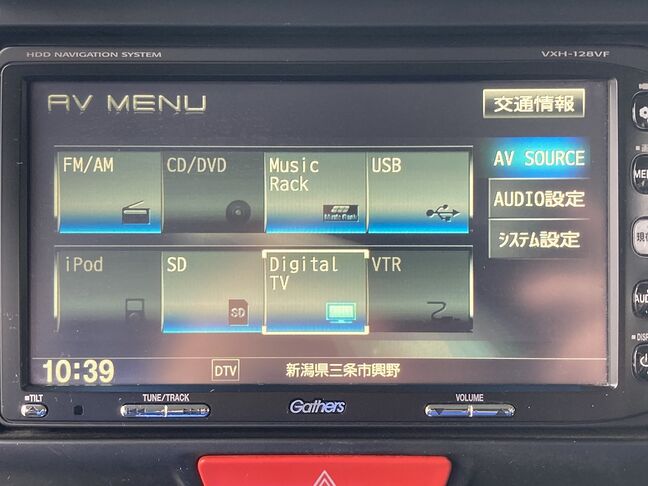 HDD NAVIGATION SYSTEM
VXH-128VF
AV MENU
交通情報
FM/AM
CD/DVD
Music Rack
USB
AV SOURCE
AUDIO設定
システム設定
iPod
SD
Digital TV
VTR
SD
10:39
DTV
新潟県三条市興野
TILT
TUNE/TRACK
Gathers
VOLUME